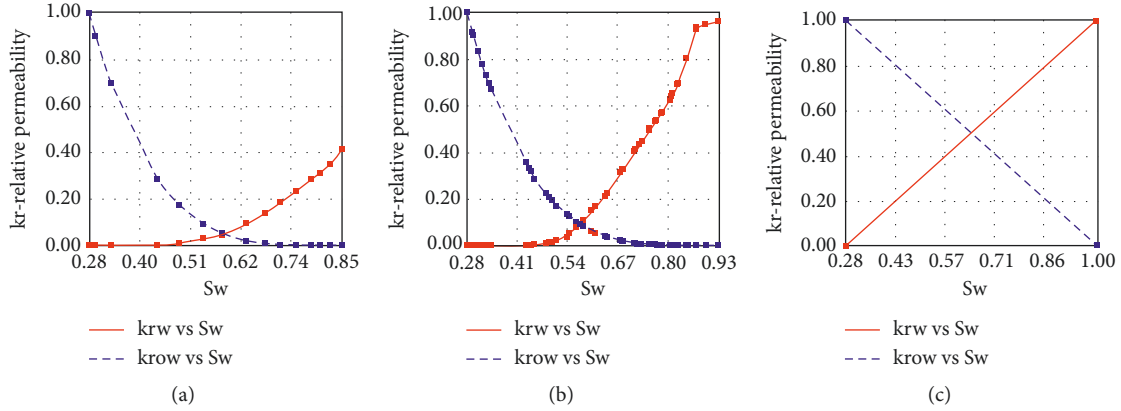 kr-relative permeability
1.00
0.80
0.60
0.40
0.20
0.00
0.28 0.40 0.51 0.62 0.74 0.85
Sw
krw vs Sw
krow vs Sw
(a)
kr-relative permeability
1.00
0.80
0.60
0.40
0.20
0.00
0.28 0.41 0.54 0.67 0.80 0.93
Sw
krw vs Sw
krow vs Sw
(b)
kr-relative permeability
1.00
0.80
0.60
0.40
0.20
0.00
0.28 0.43 0.57 0.71 0.86 1.00
Sw
krw vs Sw
krow vs Sw
(c)